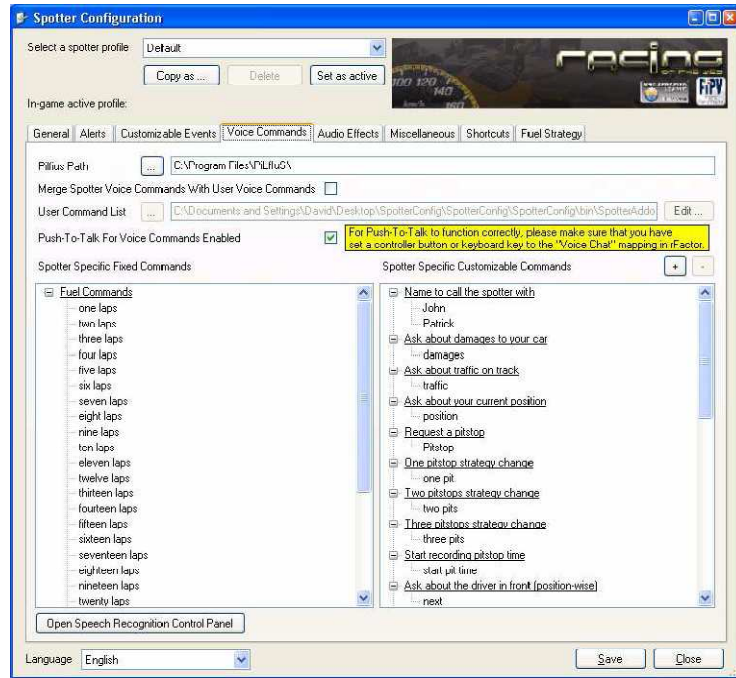 Spotter Configuration
Select a spotter profile Default
Copy as ... Delete Set as active
racing
100 120 140 160
km/h
FiPV
In-game active profile:
General Alerts Customizable Events Voice Commands Audio Effects Miscellaneous Shortcuts Fuel Strategy
Pilfius Path ... C:\Program Files\PiLfIuS\
Merge Spotter Voice Commands With User Voice Commands
User Command List ... C:\Documents and Settings\David\Desktop\SpotterConfig\SpotterConfig\SpotterConfig\bin\SpotterAddo Edit ...
Push-To-Talk For Voice Commands Enabled
For Push-To-Talk to function correctly, please make sure that you have
set a controller button or keyboard key to the "Voice Chat" mapping in rFactor.
Spotter Specific Fixed Commands
Fuel Commands
one laps
two laps
three laps
four laps
five laps
six laps
seven laps
eight laps
nine laps
ten laps
eleven laps
twelve laps
thirteen laps
fourteen laps
fifteen laps
sixteen laps
seventeen laps
eighteen laps
nineteen laps
twenty laps
Spotter Specific Customizable Commands + -
Name to call the spotter with
John
Patrick
Ask about damages to your car
damages
Ask about traffic on track
traffic
Ask about your current position
position
Request a pitstop
Pitstop
One pitstop strategy change
one pit
Two pitstops strategy change
two pits
Three pitstops strategy change
three pits
Start recording pitstop time
start pit time
Ask about the driver in front (position-wise)
next
Open Speech Recognition Control Panel
Language English
Save Close